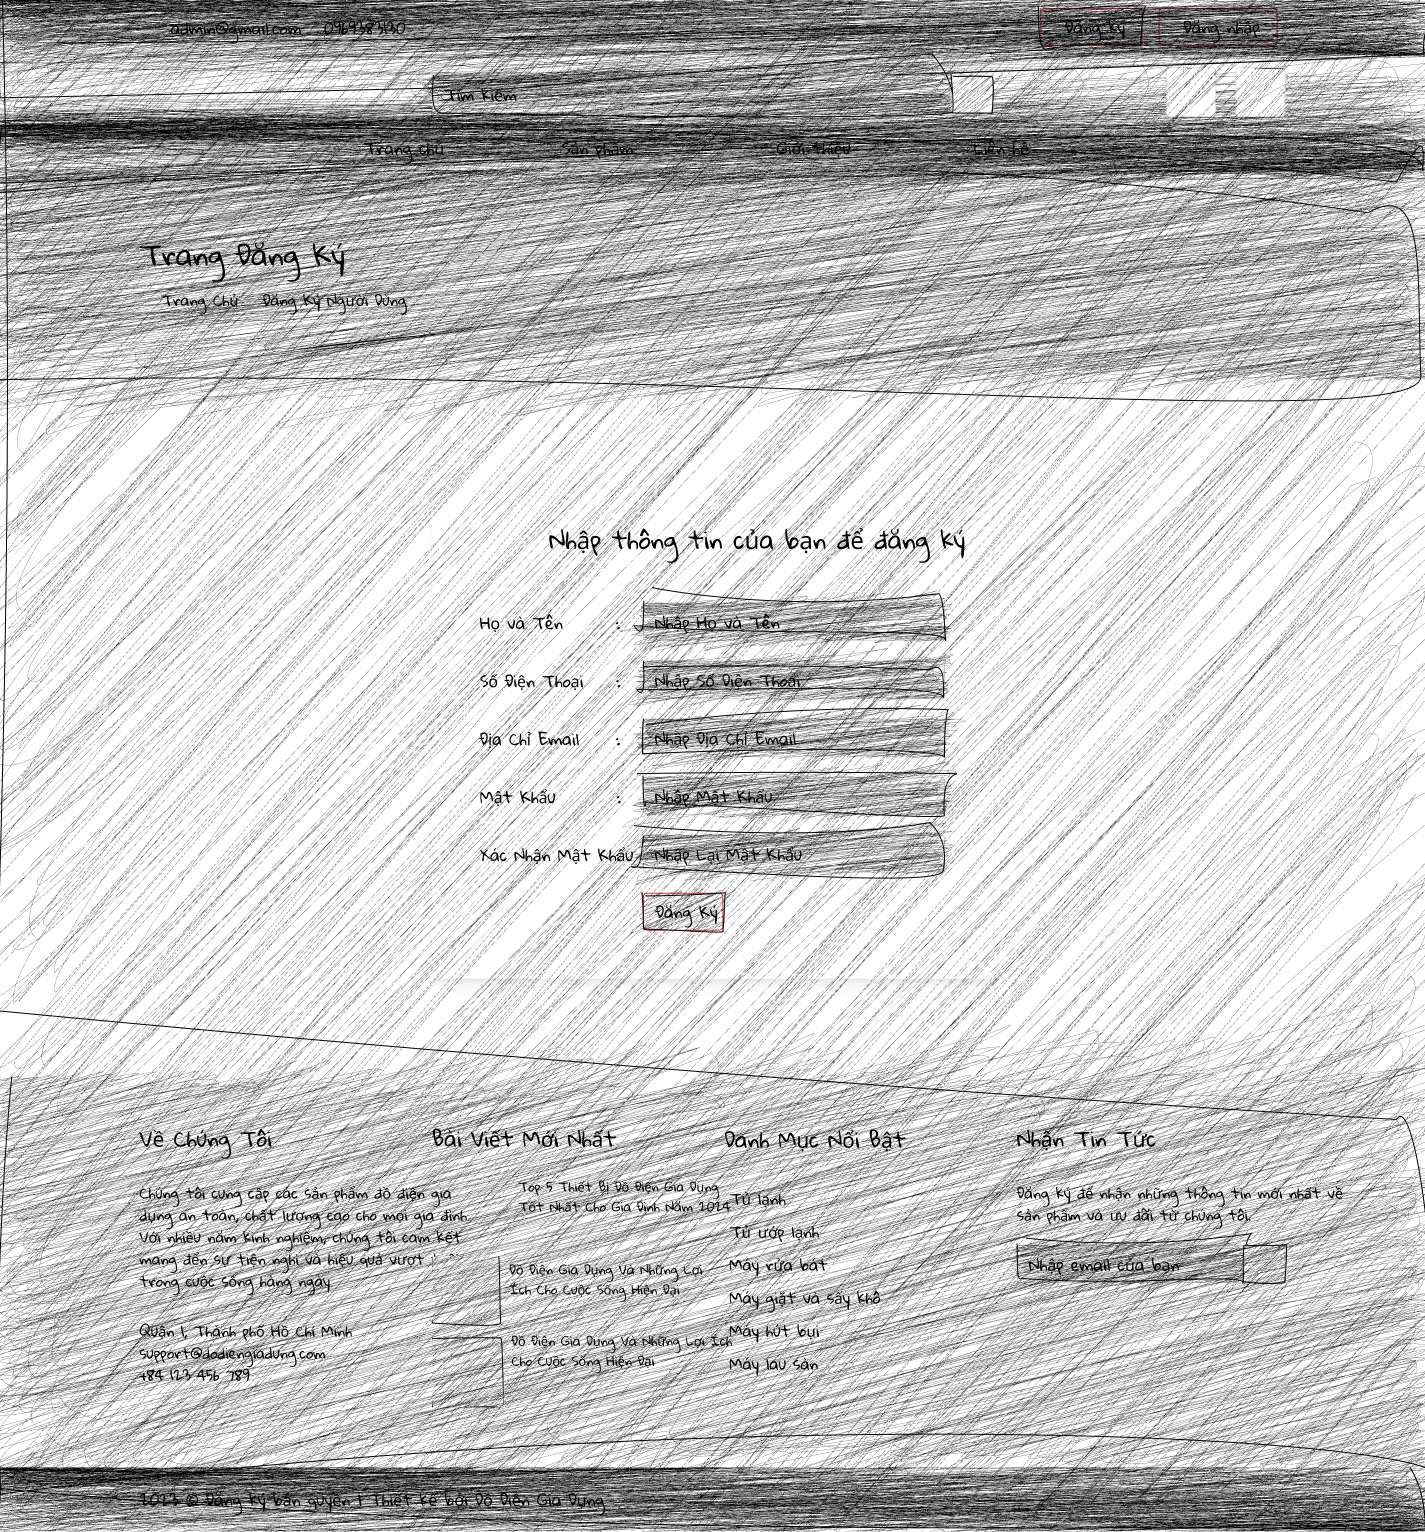 admin@gmail.com
Đăng Ký
Đăng nhập
Tìm kiếm
Trang chủ
Sản phẩm
Giới thiệu
Liên hệ
Trang Đăng Ký
Trang Chủ
Đăng Ký Người Dùng
Nhập thông tin của bạn để đăng ký
Họ và Tên :
Nhập Họ và Tên
Số Điện Thoại :
Nhập Số Điện Thoại
Địa Chỉ Email :
Nhập Địa Chỉ Email
Mật Khẩu :
Nhập Mật Khẩu
Xác Nhận Mật Khẩu
Nhập Lại Mật Khẩu
Đăng Ký
Về Chúng Tôi
Chúng tôi cung cấp các sản phẩm đồ điện gia
dụng an toàn, chất lượng cao cho mọi gia đình.
Với nhiều năm kinh nghiệm, chúng tôi cam kết
mang đến sự tiện nghi và hiệu quả vượt
trong cuộc sống hàng ngày.
Quận 1, Thành phố Hồ Chí Minh
support@dodiengiadung.com
+84 123 456 789
Bài Viết Mới Nhất
Top 5 Thiết Bị Đồ Điện Gia Dụng
Tốt Nhất Cho Gia Đình Năm 2024
Đồ Điện Gia Dụng Và Những Lợi
Ích Cho Cuộc Sống Hiện Đại
Đồ Điện Gia Dụng Và Những Lợi Ích
Cho Cuộc Sống Hiện Đại
Danh Mục Nổi Bật
Tủ lạnh
Tủ ướp lạnh
Máy rửa bát
Máy giặt và sấy khô
Máy hút bụi
Máy lau sàn
Nhận Tin Tức
Đăng ký để nhận những thông tin mới nhất về
sản phẩm và ưu đãi từ chúng tôi.
Nhập email của bạn
2023 © Đăng ký bản quyền | Thiết kế bởi Đồ Điện Gia Dụng